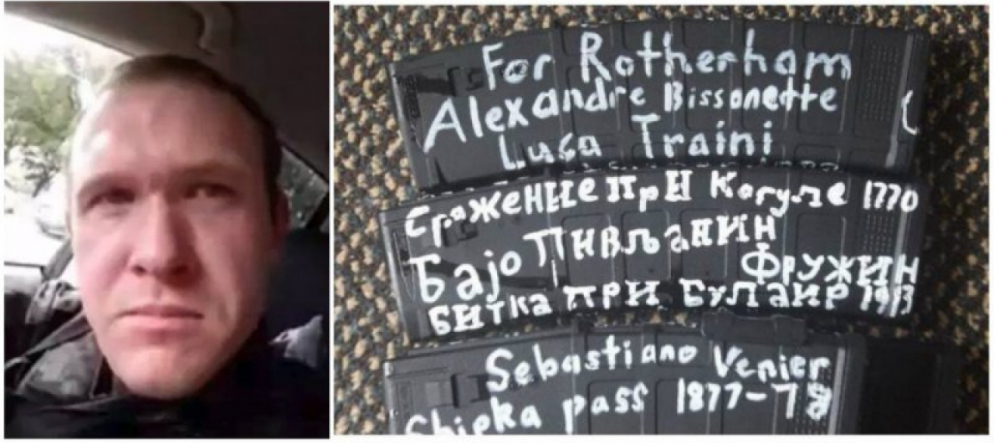 For Rotherham
Alexandre Bissonette
Luca Traini
сражение при Кагуле 1770
Бајо Пивљанин
Фружин
битка при Булаир 1913
Sebastiano Venier
Shipka pass 1877-78